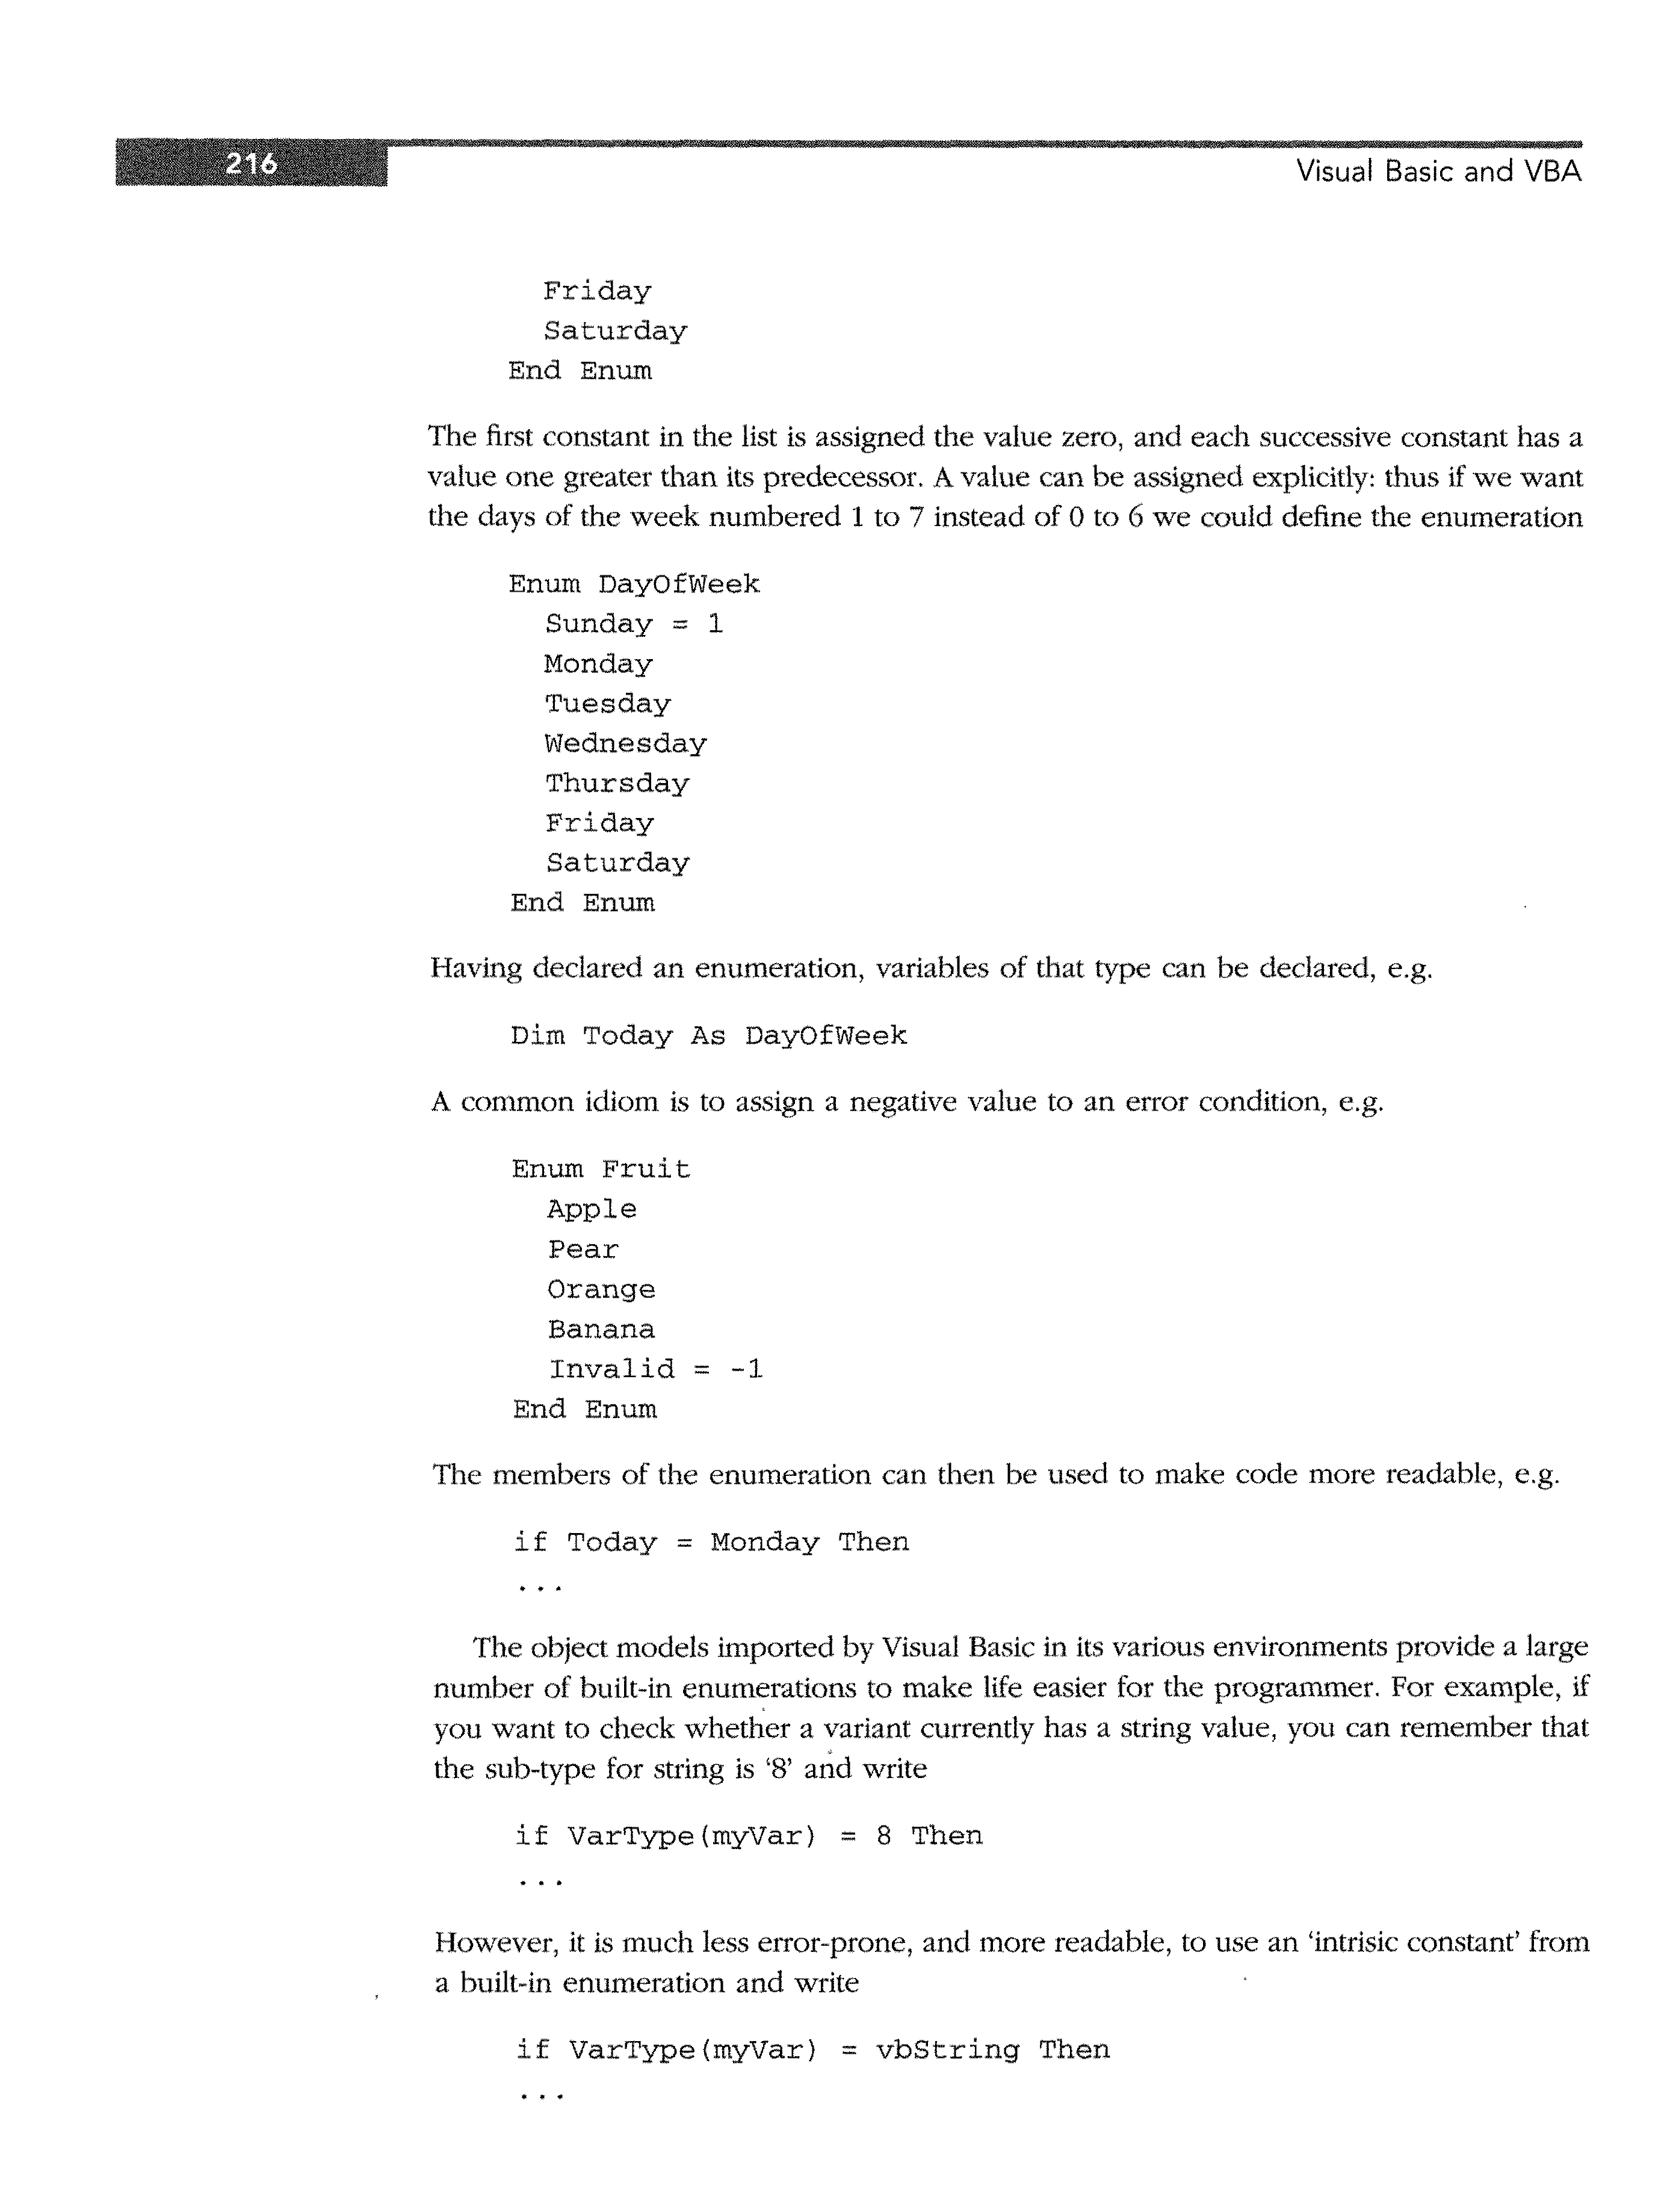 216
Visual Basic and VBA
Friday
Saturday
End Enum
The first constant in the list is assigned the value zero, and each successive constant has a
value one greater than its predecessor. A value can be assigned explicitly: thus if we want
the days of the week numbered 1 to 7 instead of 0 to 6 we could define the enumeration
Enum DayOfWeek
Sunday = 1
Monday
Tuesday
Wednesday
Thursday
Friday
Saturday
End Enum
Having declared an enumeration, variables of that type can be declared, e.g.
Dim Today As DayOfWeek
A common idiom is to assign a negative value to an error condition, e.g.
Enum Fruit
Apple
Pear
Orange
Banana
Invalid = -1
End Enum
The members of the enumeration can then be used to make code more readable, e.g.
if Today = Monday Then
...
The object models imported by Visual Basic in its various environments provide a large
number of built-in enumerations to make life easier for the programmer. For example, if
you want to check whether a variant currently has a string value, you can remember that
the sub-type for string is ‘8’ and write
if VarType(myVar) = 8 Then
...
However, it is much less error-prone, and more readable, to use an ‘intrisic constant’ from
a built-in enumeration and write
if VarType(myVar) = vbString Then
...